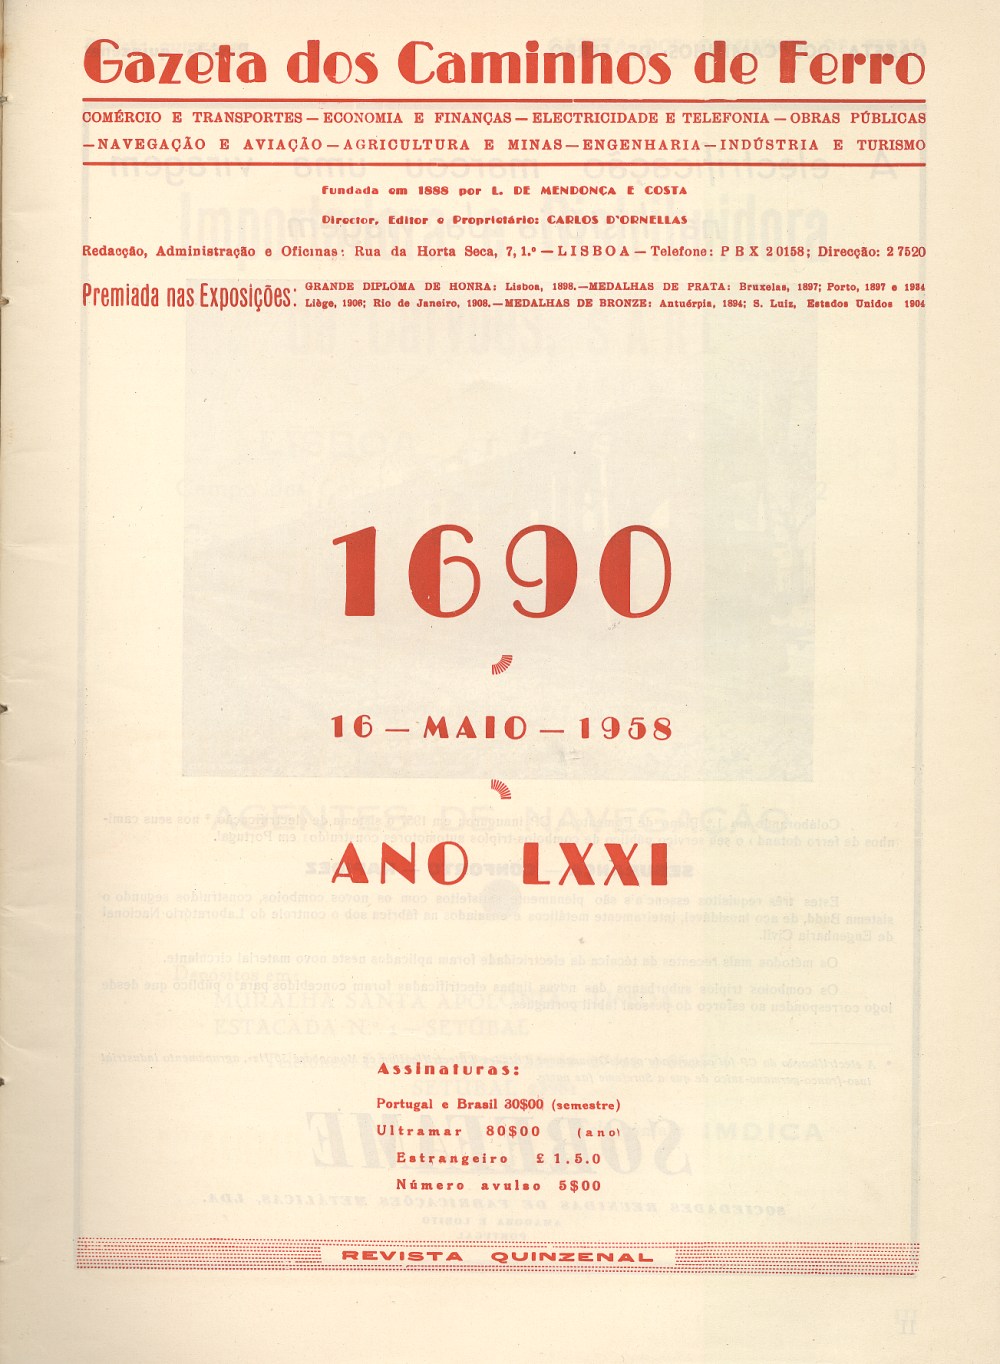 Gazeta dos Caminhos de Ferro
COMÉRCIO E TRANSPORTES — ECONOMIA E FINANÇAS — ELECTRICIDADE E TELEFONIA — OBRAS PÚBLICAS
— NAVEGAÇÃO E AVIAÇÃO — AGRICULTURA E MINAS — ENGENHARIA — INDÚSTRIA E TURISMO
Fundada em 1888 por L. DE MENDONÇA E COSTA
Director, Editor e Proprietário: CARLOS D'ORNELLAS
Redacção, Administração e Oficinas: Rua da Horta Seca, 7, 1.º — LISBOA — Telefone: PBX 20158; Direcção: 27520
Premiada nas Exposições:
GRANDE DIPLOMA DE HONRA: Lisboa, 1898. — MEDALHAS DE PRATA: Bruxelas, 1897; Porto, 1897 e 1934
Liège, 1906; Rio de Janeiro, 1908. — MEDALHAS DE BRONZE: Antuérpia, 1894; S. Luiz, Estados Unidos 1904
1690
16 — MAIO — 1958
ANO LXXI
Assinaturas:
Portugal e Brasil 30$00 (semestre)
Ultramar 80$00 (ano)
Estrangeiro £ 1.5.0
Número avulso 5$00
REVISTA QUINZENAL